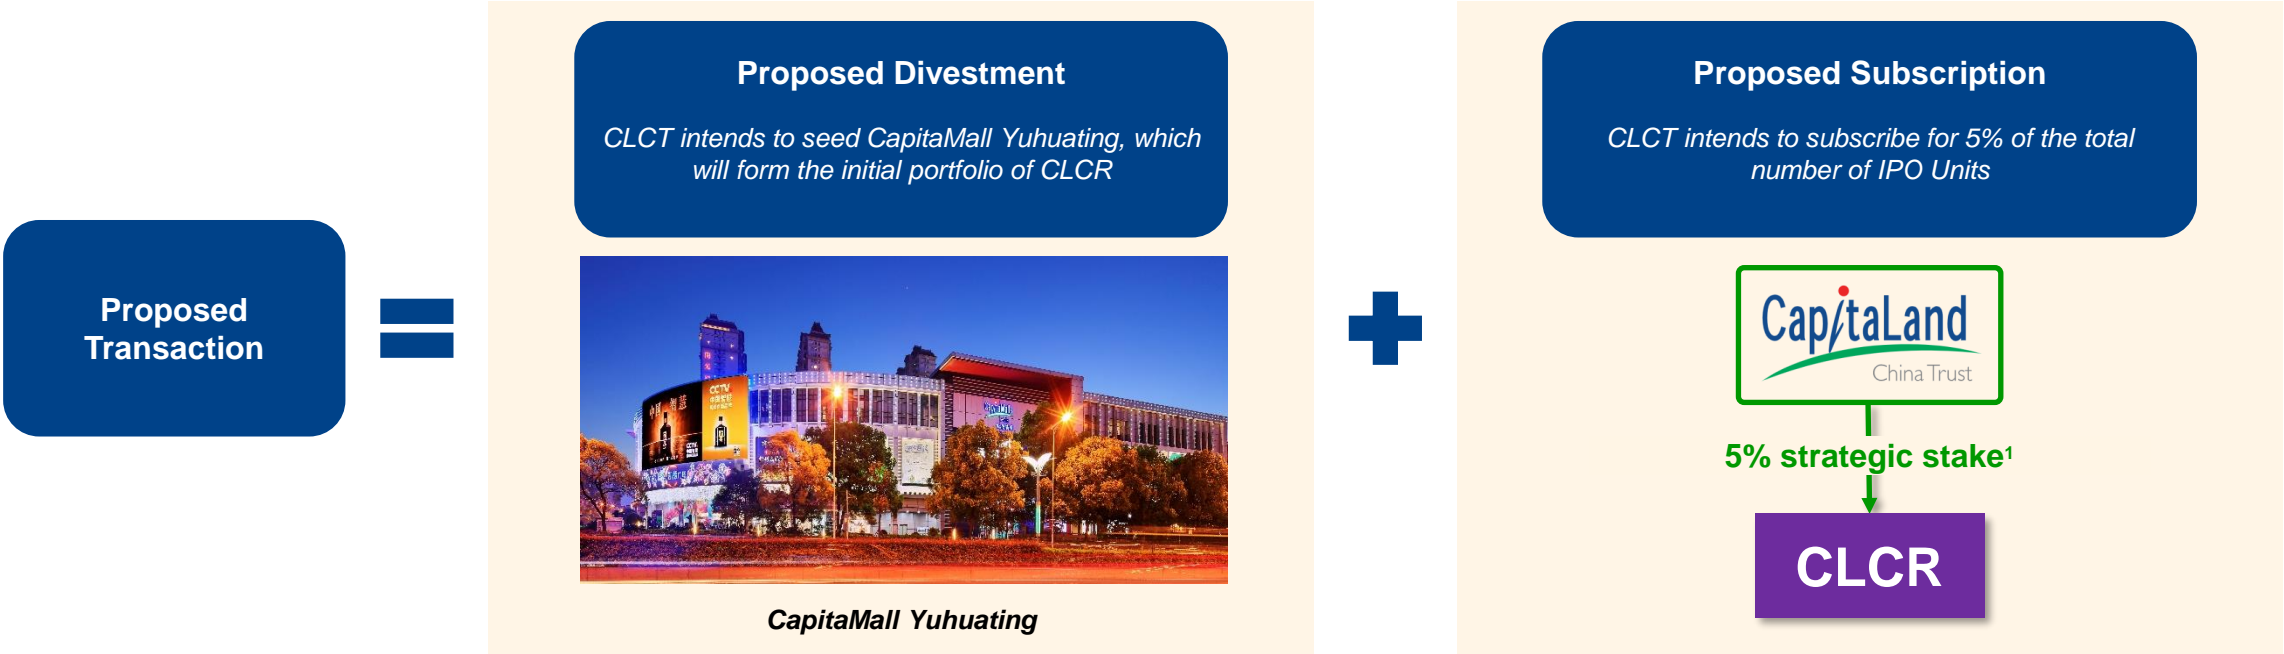 Proposed
Transaction
Proposed Divestment
CLCT intends to seed CapitaMall Yuhuating, which
will form the initial portfolio of CLCR
CCTV
CapitaMall Yuhuating
Proposed Subscription
CLCT intends to subscribe for 5% of the total
number of IPO Units
CapitaLand
China Trust
5% strategic stake¹
CLCR